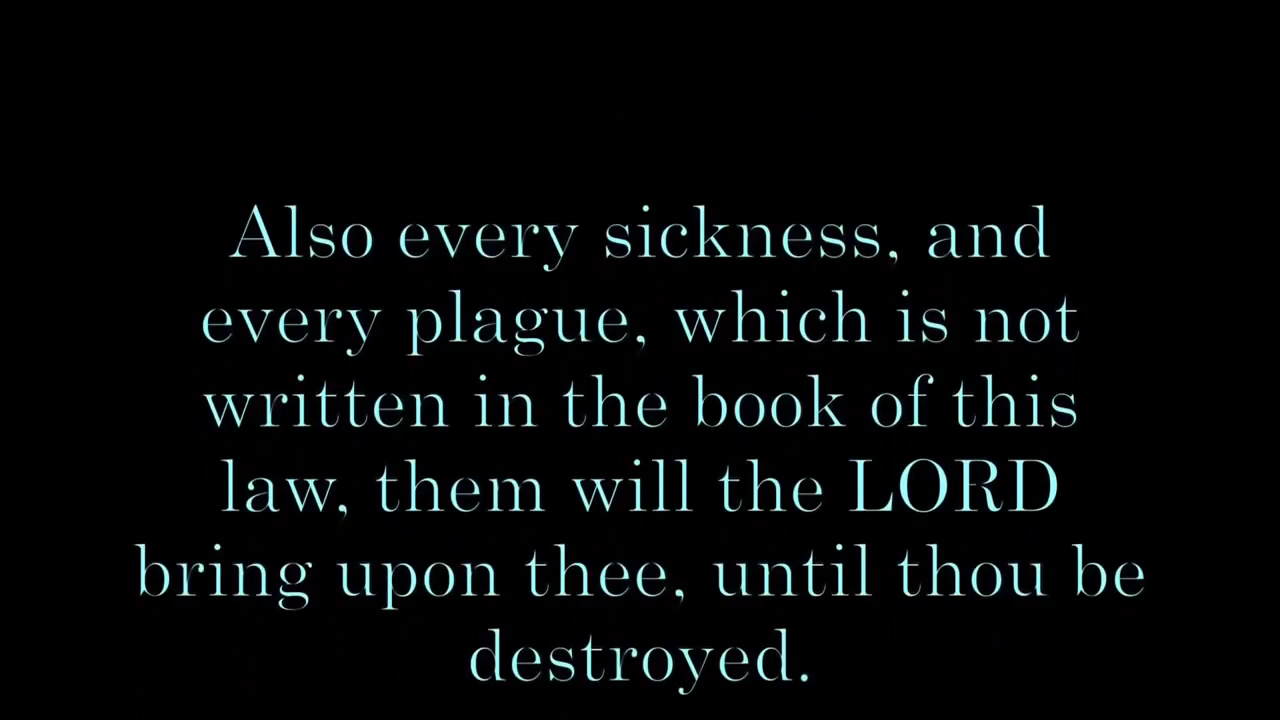 Also every sickness, and
every plague, which is not
written in the book of this
law, them will the LORD
bring upon thee, until thou be
destroyed.